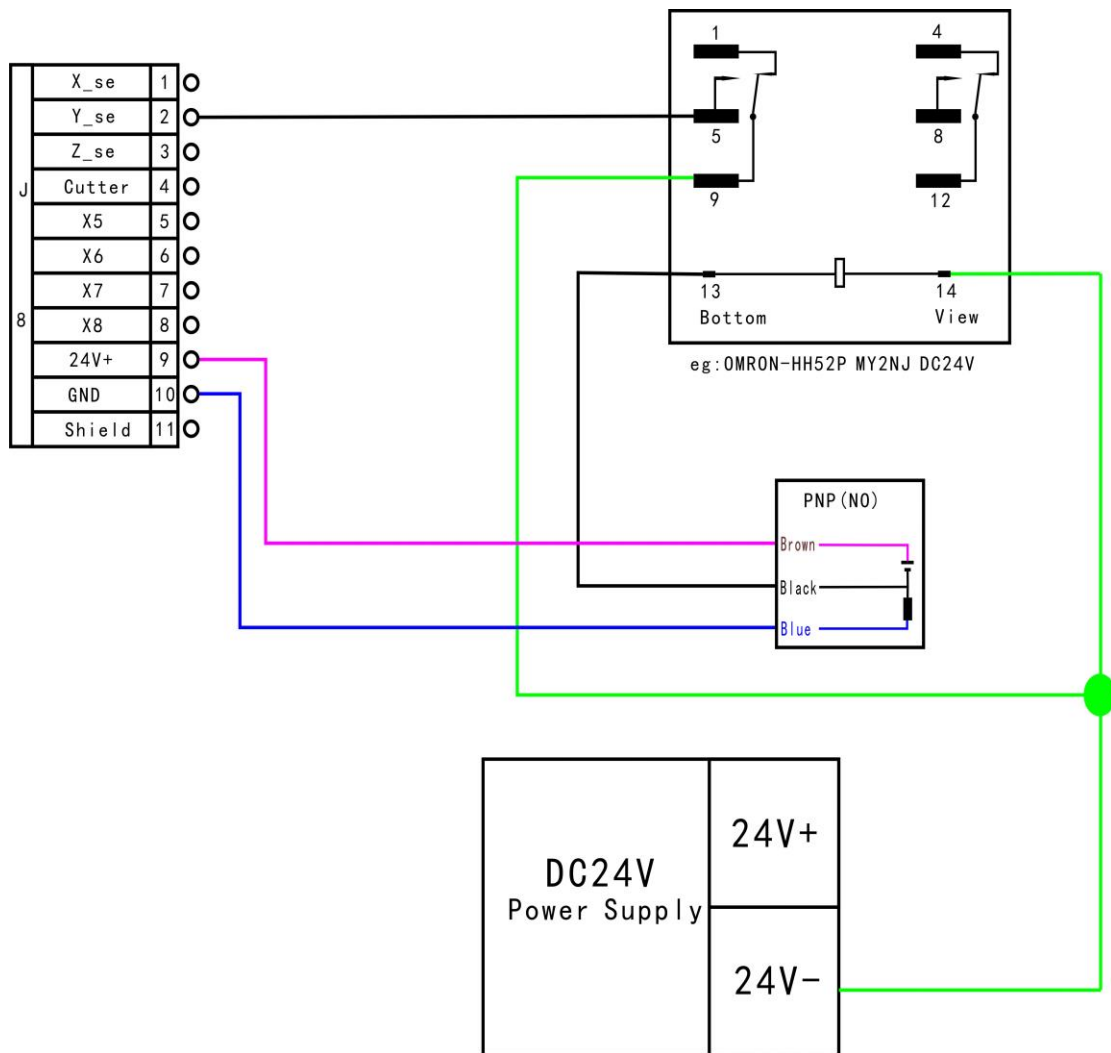 J 8
X_se 1
Y_se 2
Z_se 3
Cutter 4
X5 5
X6 6
X7 7
X8 8
24V+ 9
GND 10
Shield 11
1 4
5 8
9 12
13 14
Bottom View
eg:OMRON-HH52P MY2NJ DC24V
PNP(NO)
Brown
Black
Blue
DC24V
Power Supply
24V+
24V-